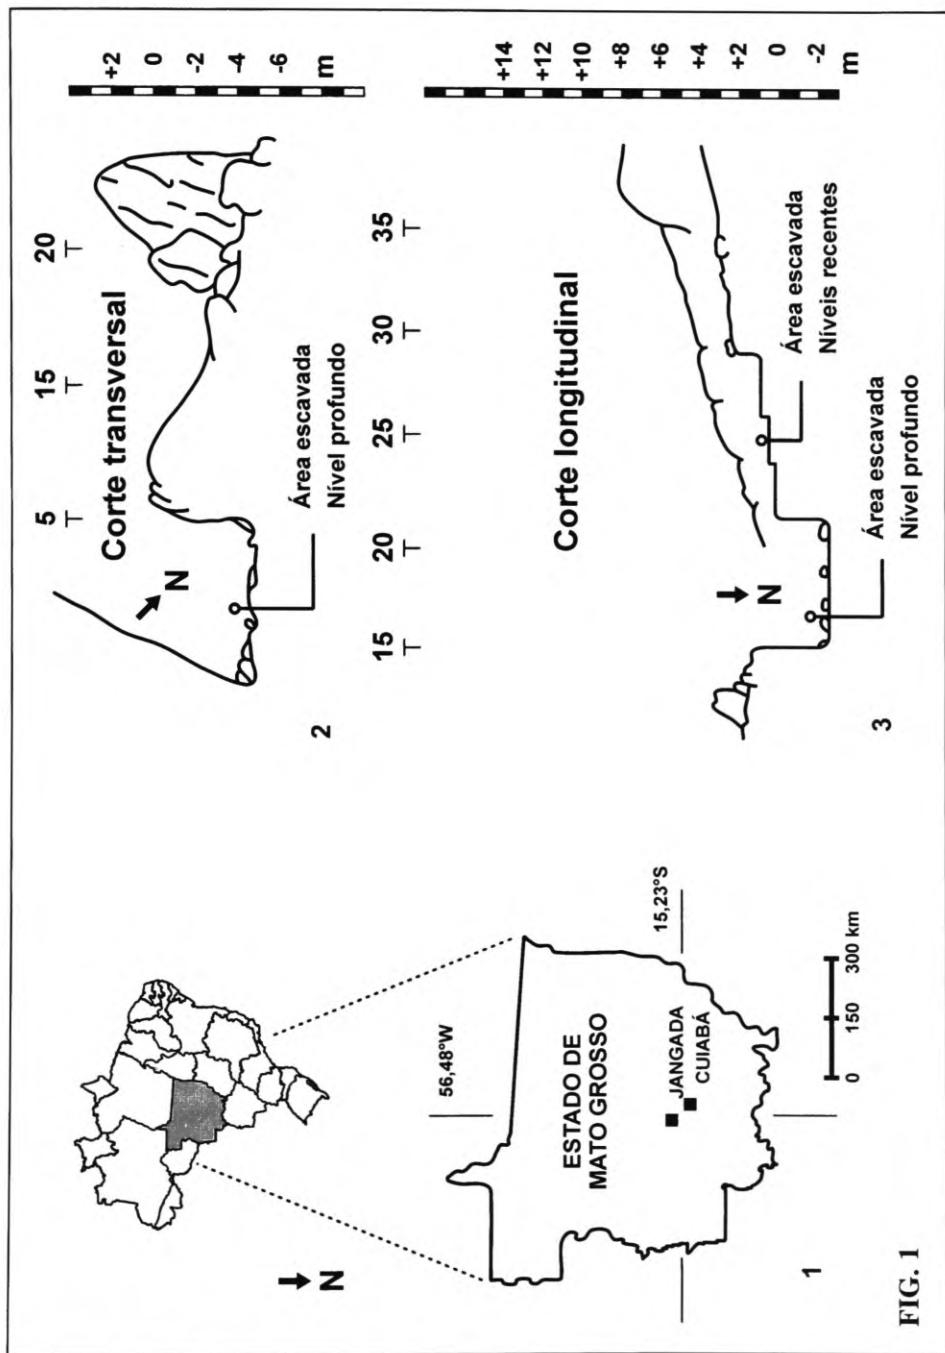 N
56,48°W
ESTADO DE
MATO GROSSO
JANGADA
CUIABÁ
15,23°S
0 150 300 km
1
FIG. 1
5 15 20
Corte transversal
N
Área escavada
Nível profundo
+2
0
-2
-4
-6
m
2
15 20 25 30 35
Corte longitudinal
N
Área escavada
Níveis recentes
Área escavada
Nível profundo
+14
+12
+10
+8
+6
+4
+2
0
-2
m
3